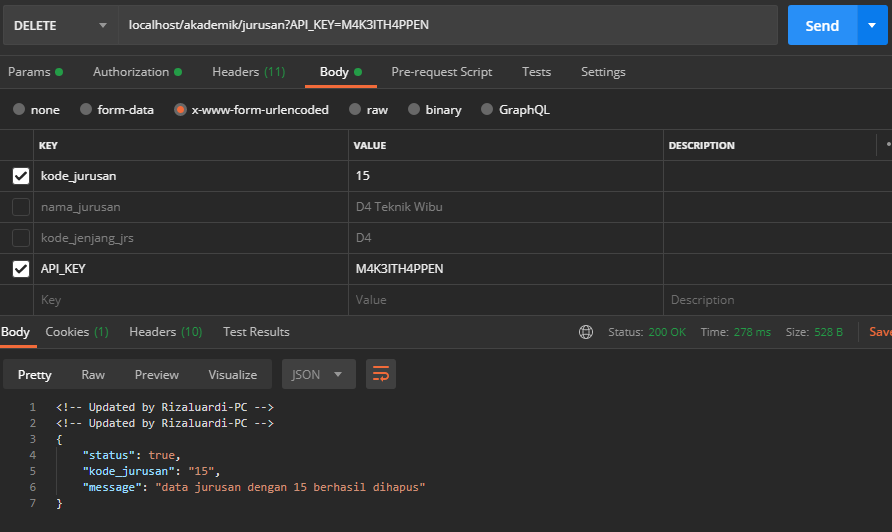 DELETE localhost/akademik/jurusan?API_KEY=M4K3ITH4PPEN Send
Params Authorization Headers (11) Body Pre-request Script Tests Settings
none form-data x-www-form-urlencoded raw binary GraphQL
KEY VALUE DESCRIPTION
kode_jurusan 15
nama_jurusan D4 Teknik Wibu
kode_jenjang_jrs D4
API_KEY M4K3ITH4PPEN
Key Value Description
Body Cookies (1) Headers (10) Test Results Status: 200 OK Time: 278 ms Size: 528 B Save
Pretty Raw Preview Visualize JSON
1 <!-- Updated by Rizaluardi-PC -->
2 <!-- Updated by Rizaluardi-PC -->
3 {
4 "status": true,
5 "kode_jurusan": "15",
6 "message": "data jurusan dengan 15 berhasil dihapus"
7 }